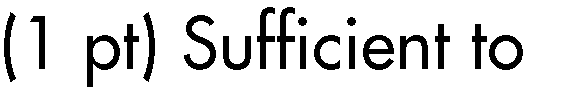 (1 pt) Sufficient to